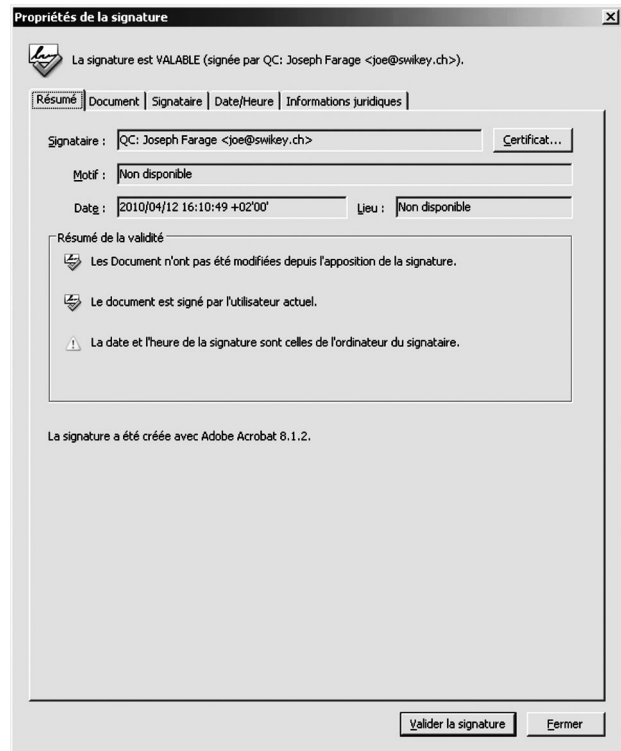 Propriétés de la signature
La signature est VALABLE (signée par QC: Joseph Farage <joe@swikey.ch>).
Résumé Document Signataire Date/Heure Informations juridiques
Signataire : QC: Joseph Farage <joe@swikey.ch> Certificat...
Motif : Non disponible
Date : 2010/04/12 16:10:49 +02'00' Lieu : Non disponible
Résumé de la validité
Les Document n'ont pas été modifiées depuis l'apposition de la signature.
Le document est signé par l'utilisateur actuel.
La date et l'heure de la signature sont celles de l'ordinateur du signataire.
La signature a été créée avec Adobe Acrobat 8.1.2.
Valider la signature Fermer